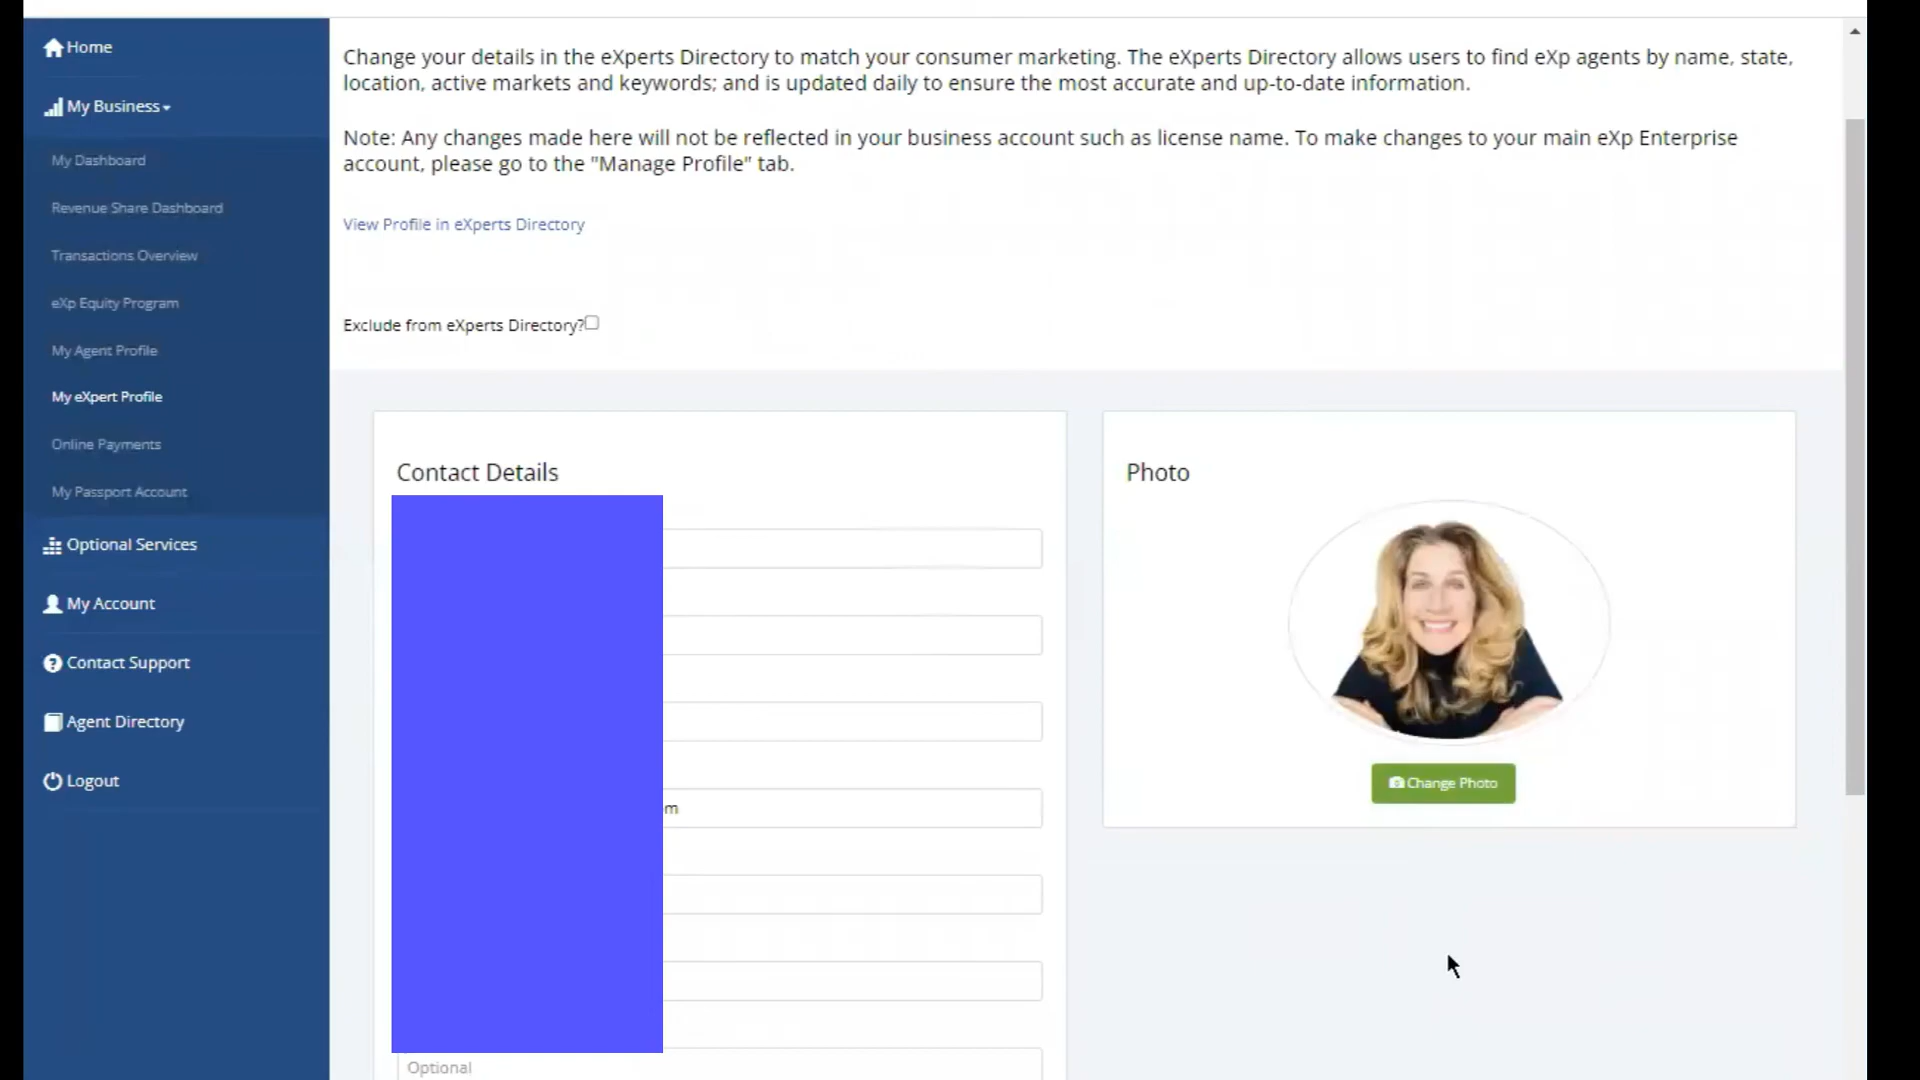 Home
My Business
My Dashboard
Revenue Share Dashboard
Transactions Overview
eXp Equity Program
My Agent Profile
My eXpert Profile
Online Payments
My Passport Account
Optional Services
My Account
Contact Support
Agent Directory
Logout
Change your details in the eXperts Directory to match your consumer marketing. The eXperts Directory allows users to find eXp agents by name, state,
location, active markets and keywords; and is updated daily to ensure the most accurate and up-to-date information.
Note: Any changes made here will not be reflected in your business account such as license name. To make changes to your main eXp Enterprise
account, please go to the "Manage Profile" tab.
View Profile in eXperts Directory
Exclude from eXperts Directory?
Contact Details
m
Optional
Photo
Change Photo